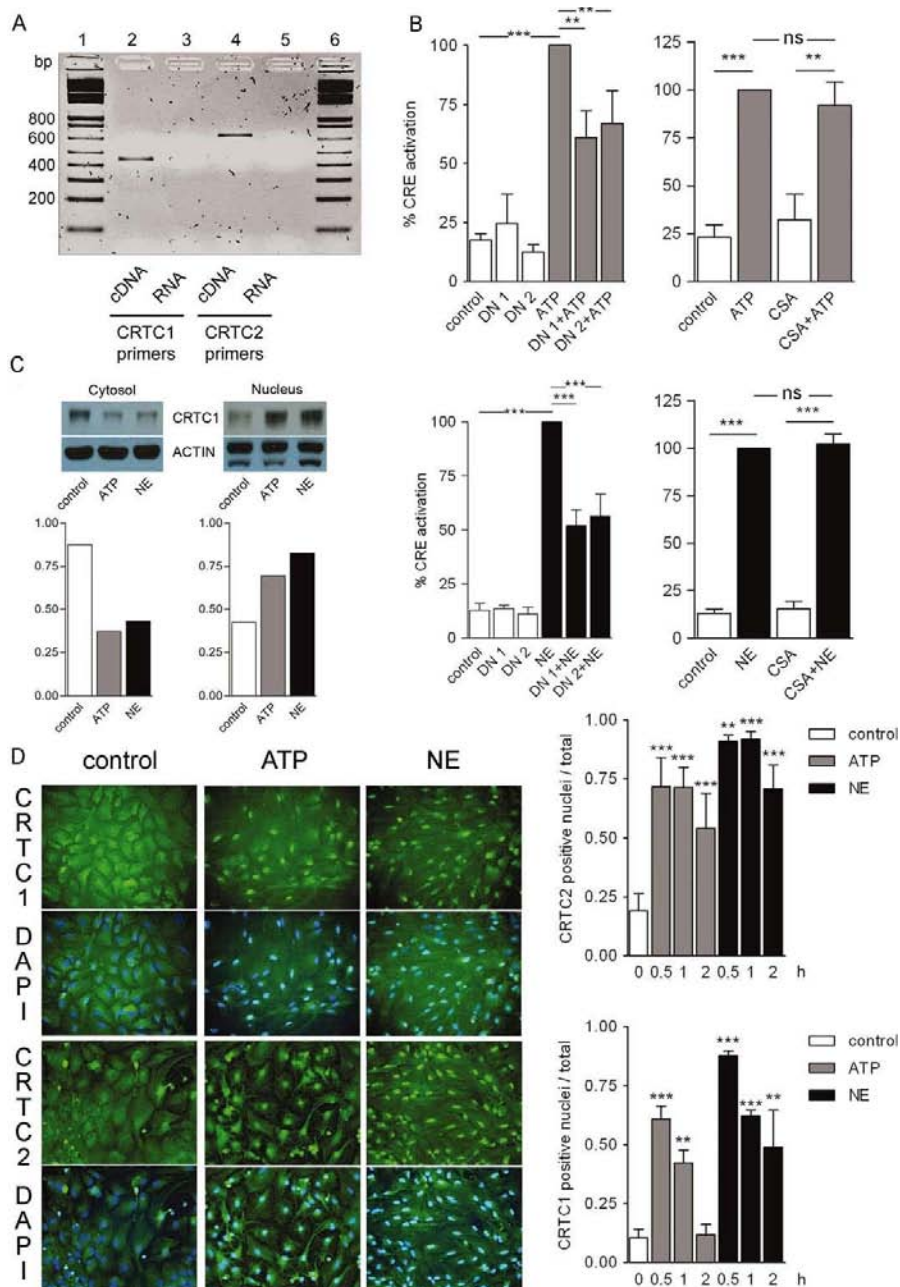 A
1 2 3 4 5 6
bp
800
600
400
200
cDNA RNA cDNA RNA
CRTC1 primers
CRTC2 primers
B
% CRE activation
100
75
50
25
0
*** ** **
control DN 1 DN 2 ATP DN 1+ATP DN 2+ATP
125
100
75
50
25
0
*** ns **
control ATP CSA CSA+ATP
C
Cytosol Nucleus
CRTC1
ACTIN
control ATP NE control ATP NE
1.00
0.75
0.50
0.25
0.00
control ATP NE
1.00
0.75
0.50
0.25
0.00
control ATP NE
% CRE activation
100
75
50
25
0
*** *** ***
control DN 1 DN 2 NE DN 1+NE DN 2+NE
125
100
75
50
25
0
*** ns ***
control NE CSA CSA+NE
D
control ATP NE
CRTC1
DAPI
CRTC2
DAPI
CRTC2 positive nuclei / total
1.00
0.75
0.50
0.25
0.00
*** *** *** ** *** ***
0 0.5 1 2 0.5 1 2 h
control
ATP
NE
CRTC1 positive nuclei / total
1.00
0.75
0.50
0.25
0.00
*** ** *** *** **
0 0.5 1 2 0.5 1 2 h
control
ATP
NE